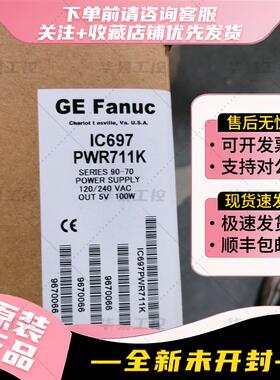 下单前请咨询客服
关注+收藏店铺优先发货
GE Fanuc
Charlottesville, Va. U.S.A.
IC697
PWR711K
SERIES 90-70
POWER SUPPLY
120/240 VAC
OUT 5V 100W
CE
9670066
9670066
IC697PWR711K
售后无忧
可开发票
支持对公
现货速发
极速发货
顺丰包邮
原装正品
全新未开封